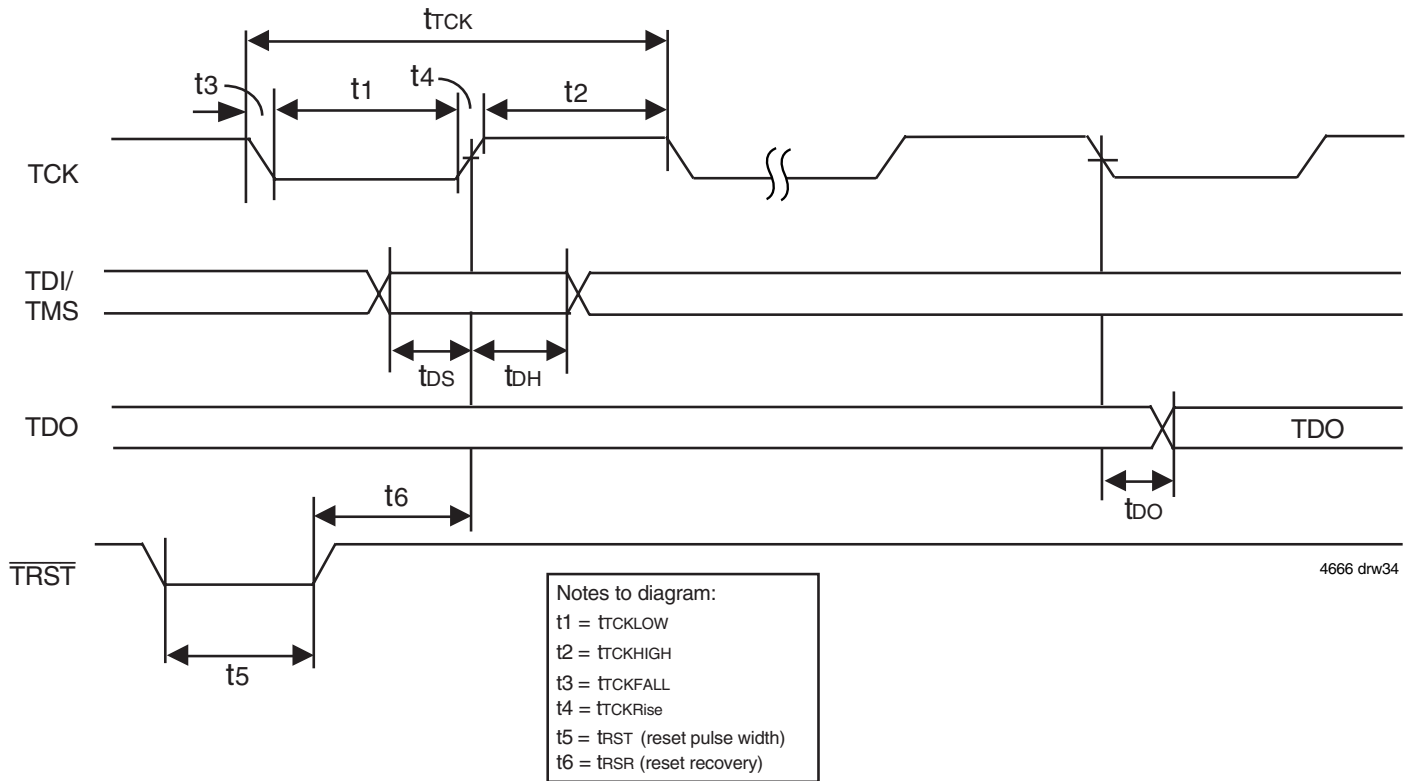 tTCK
t3
t1
t4
t2
TCK
TDI/
TMS
tDS
tDH
TDO
TDO
t6
tDO
TRST
4666 drw34
t5
Notes to diagram:
t1 = tTCKLOW
t2 = tTCKHIGH
t3 = tTCKFALL
t4 = tTCKRise
t5 = tRST (reset pulse width)
t6 = tRSR (reset recovery)